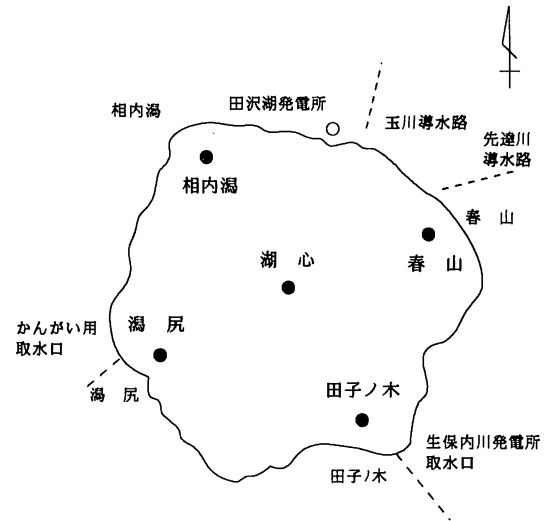 田沢湖発電所
相内潟
玉川導水路
先達川
導水路
相内潟
春 山
湖 心
春 山
潟 尻
かんがい用
取水口
潟 尻
田子ノ木
生保内川発電所
取水口
田子ノ木